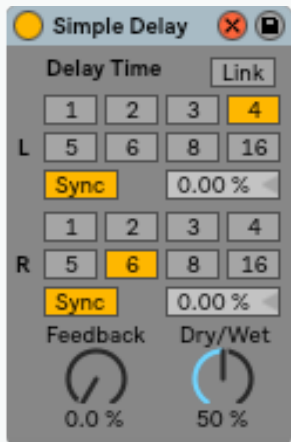 Simple Delay
Delay Time Link
1 2 3 4
L 5 6 8 16
Sync 0.00 %
1 2 3 4
R 5 6 8 16
Sync 0.00 %
Feedback Dry/Wet
0.0 % 50 %